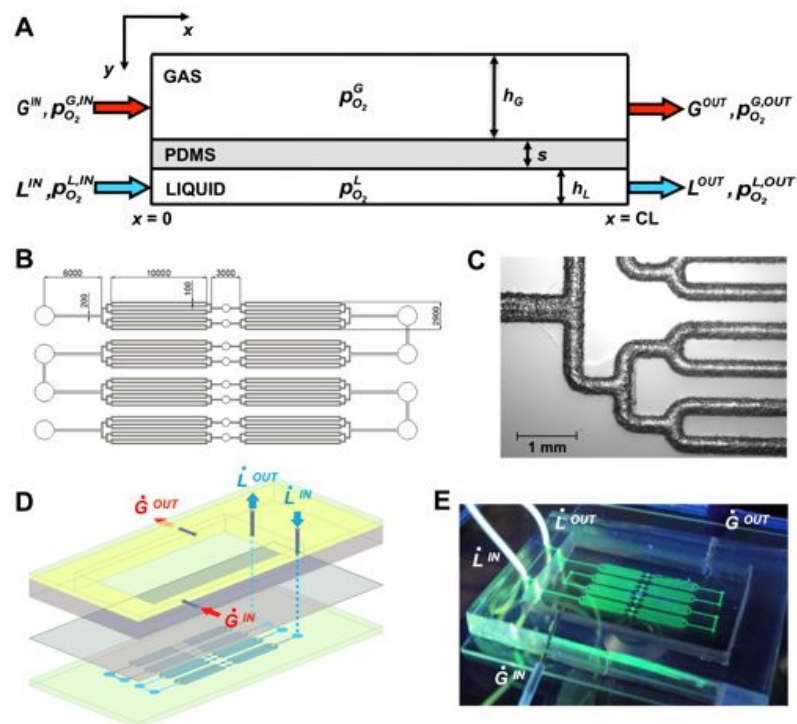 A
x
y
GAS
p_{O_2}^{G}
h_G
G^{IN}, p_{O_2}^{G,IN}
G^{OUT}, p_{O_2}^{G,OUT}
PDMS
s
L^{IN}, p_{O_2}^{L,IN}
LIQUID
p_{O_2}^{L}
h_L
L^{OUT}, p_{O_2}^{L,OUT}
x = 0
x = CL
B
6000
10000
3000
200
100
2900
C
1 mm
D
Ġ OUT
L̇ OUT
L̇ IN
Ġ IN
E
L̇ OUT
Ġ OUT
L̇ IN
Ġ IN